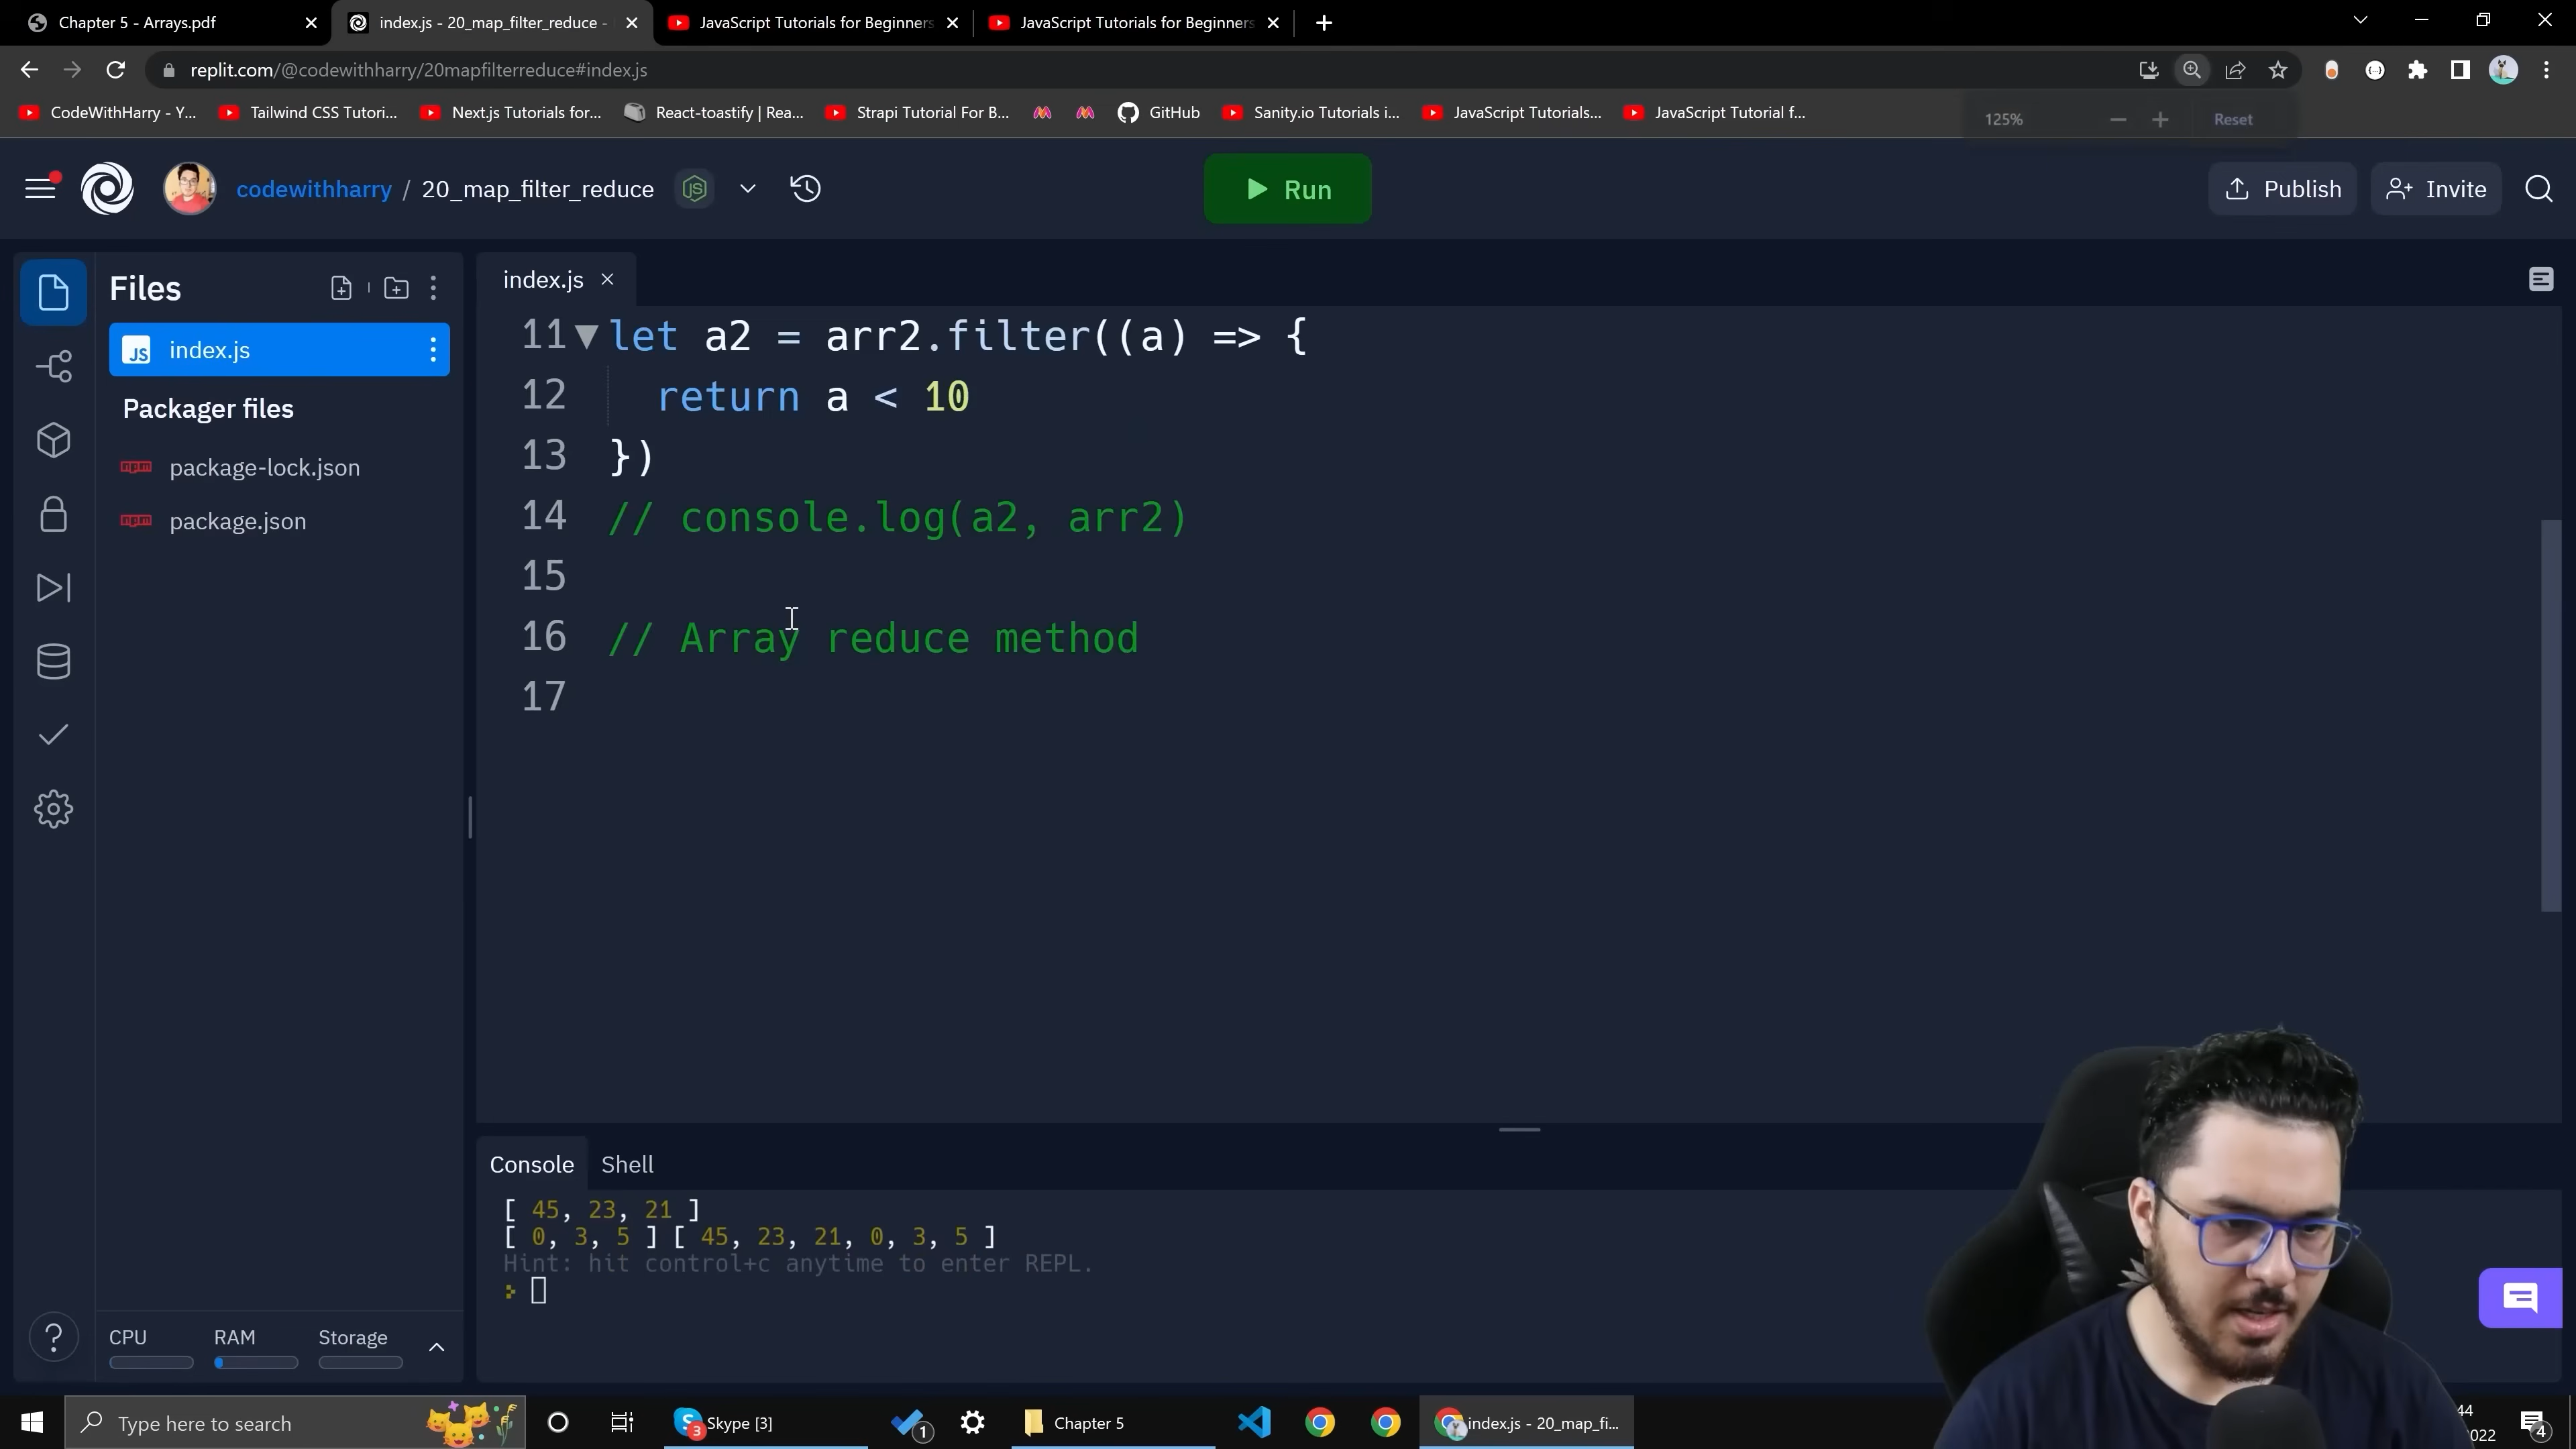 Chapter 5 - Arrays.pdf
index.js - 20_map_filter_reduce -
JavaScript Tutorials for Beginners
JavaScript Tutorials for Beginners
replit.com/@codewithharry/20mapfilterreduce#index.js
CodeWithHarry - Y...
Tailwind CSS Tutori...
Next.js Tutorials for...
React-toastify | Rea...
Strapi Tutorial For B...
GitHub
Sanity.io Tutorials i...
JavaScript Tutorials...
JavaScript Tutorial f...
125%
Reset
codewithharry / 20_map_filter_reduce
Run
Publish
Invite
Files
index.js
Packager files
package-lock.json
package.json
index.js
11 let a2 = arr2.filter((a) => {
12 return a < 10
13 })
14 // console.log(a2, arr2)
15
16 // Array reduce method
17
Console
Shell
[ 45, 23, 21 ]
[ 0, 3, 5 ] [ 45, 23, 21, 0, 3, 5 ]
Hint: hit control+c anytime to enter REPL.
CPU
RAM
Storage
Type here to search
Skype [3]
3
1
Chapter 5
index.js - 20_map_fi...
44
022
4